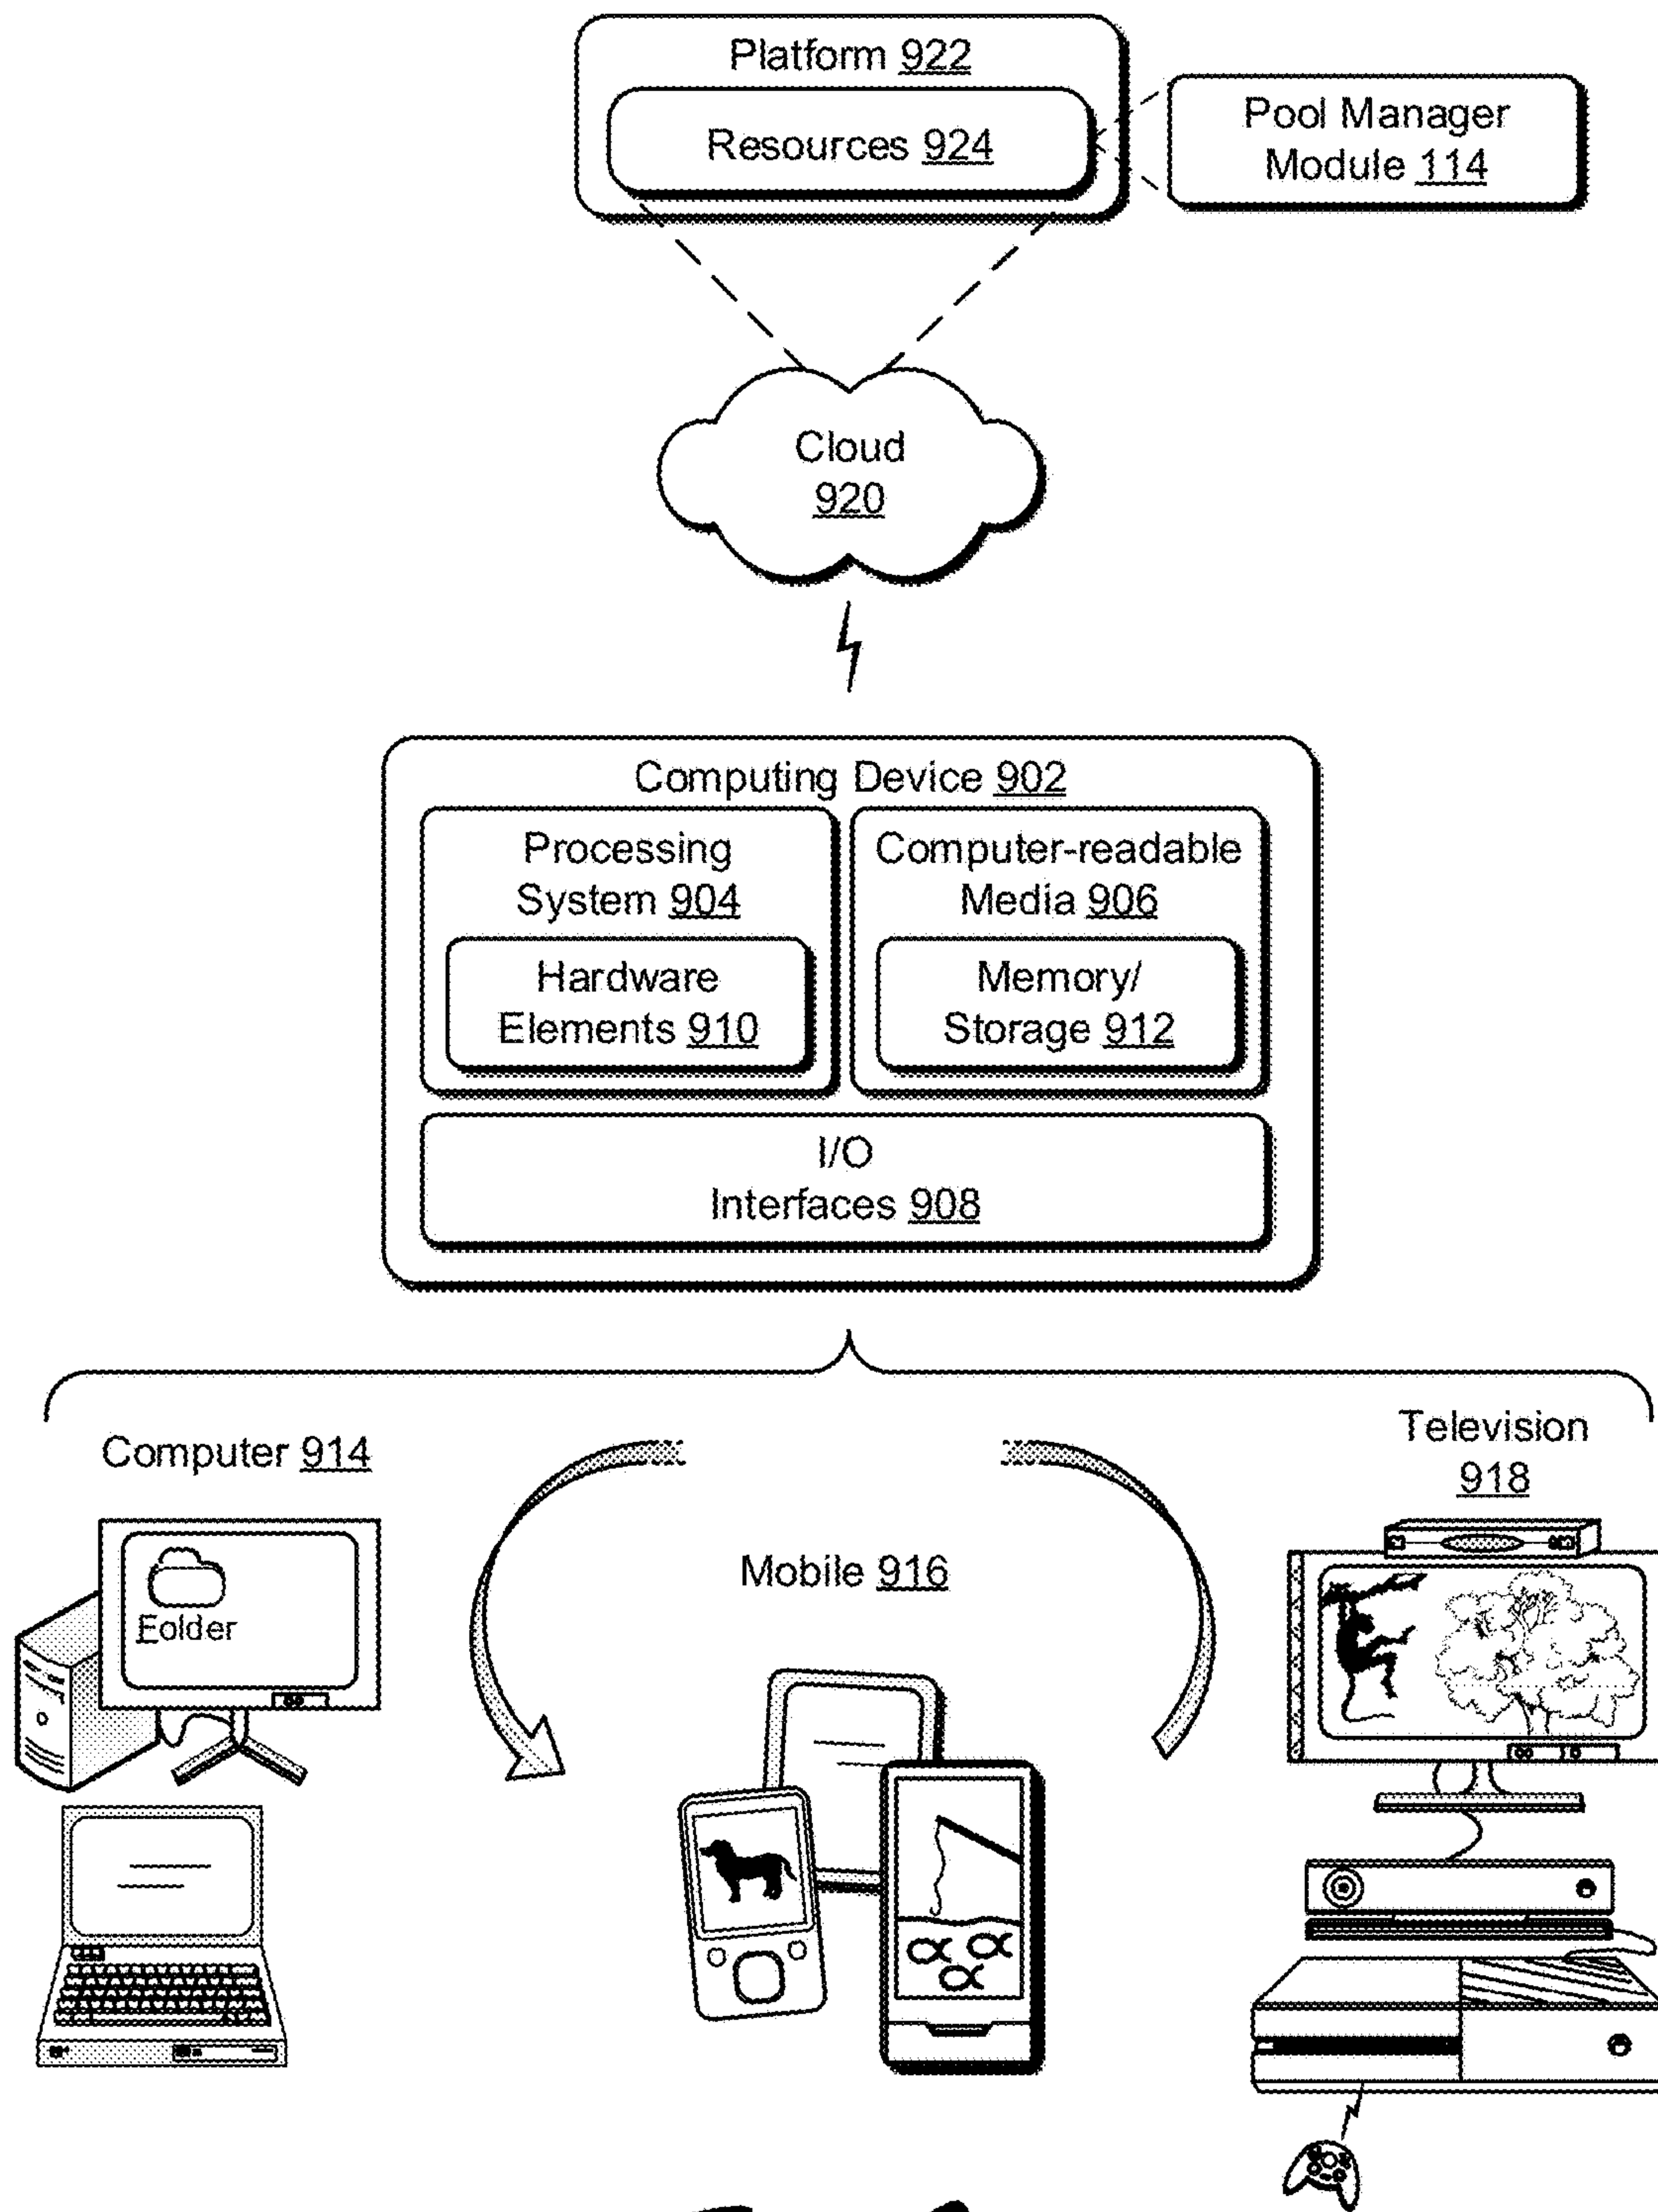 Platform 922
Resources 924
Pool Manager
Module 114
Cloud
920
Computing Device 902
Processing
System 904
Computer-readable
Media 906
Hardware
Elements 910
Memory/
Storage 912
I/O
Interfaces 908
Computer 914
Mobile 916
Television
918
Folder